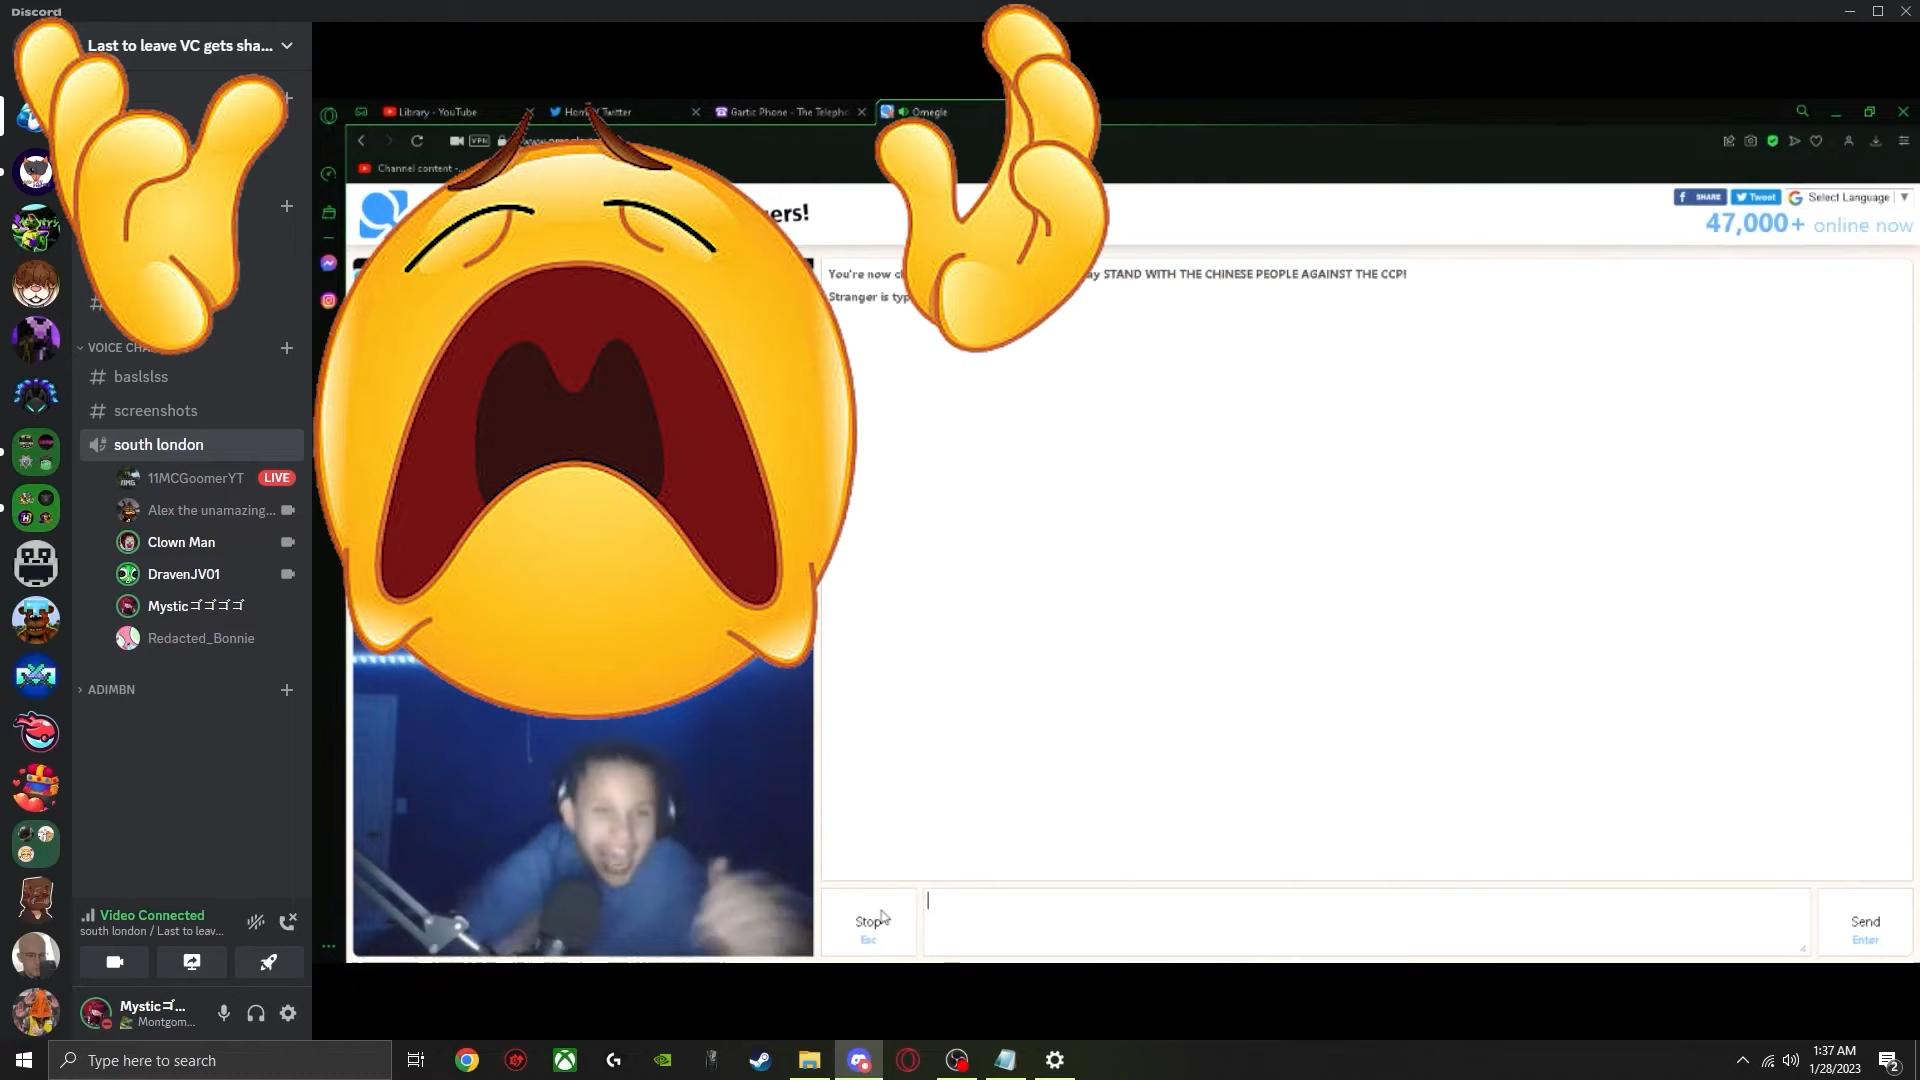 Discord
Last to leave VC gets sha...
VOICE CHA
baslslss
screenshots
south london
11MCGoomerYT LIVE
Alex the unamazing...
Clown Man
DravenJV01
Mysticゴゴゴゴ
Redacted_Bonnie
ADIMBN
Video Connected
south london / Last to leav...
Mysticゴ...
Montgom...
Library - YouTube
Twitter
Gartic Phone - The Telepho
Omegle
VPN
Channel content -
ers!
SHARE
Tweet
Select Language
47,000+ online now
You're now STAND WITH THE CHINESE PEOPLE AGAINST THE CCP!
Stranger is typ
Stop
Esc
Send
Enter
Type here to search
1:37 AM
1/28/2023
2